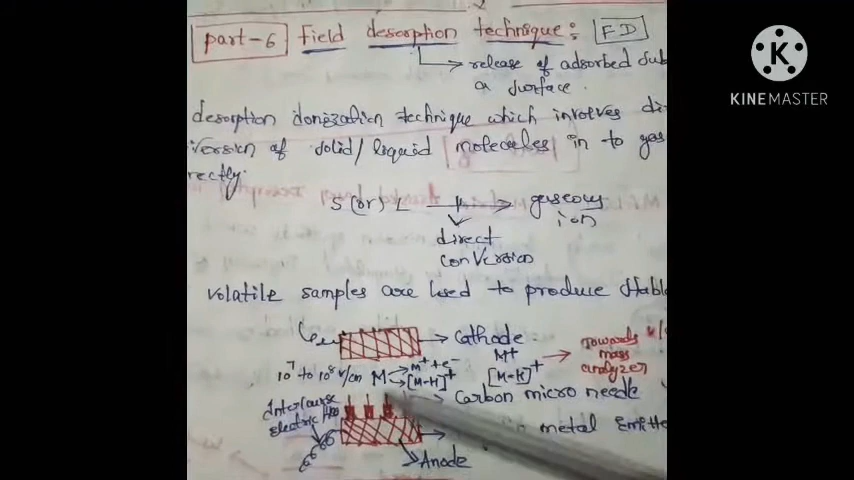 part-6 Field desorption technique: FD
release of adsorbed sub
a surface.
desorption ionization technique which involves di
version of solid/liquid molecules in to gas
rectly.
S (or) L → gaseous
ion
direct
conversion
volatile samples are used to produce stable
Cathode
10⁷ to 10⁸ v/cm M → M⁺ + e⁻
[M-H]⁺
M⁺
[M-H]⁺
→ Towards
mass
analyzer
Carbon micro needle
electric
metal Emitte
Anode
K
KINEMASTER